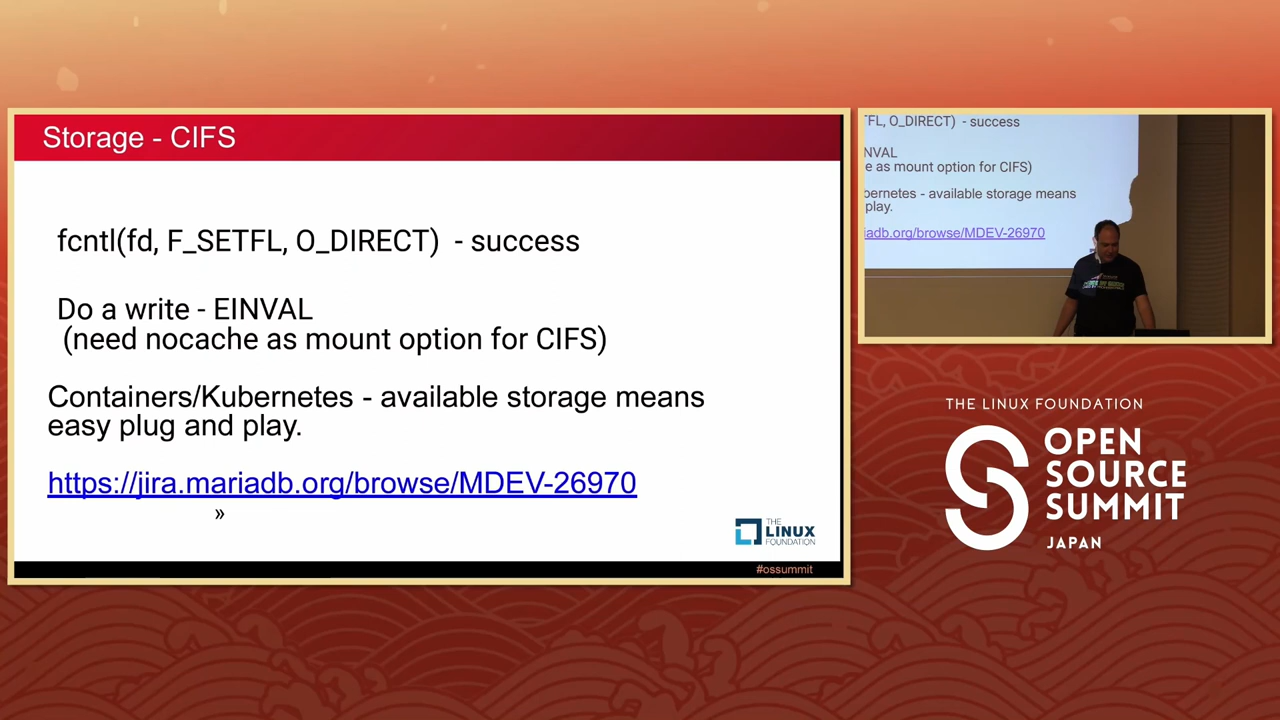 Storage - CIFS
fcntl(fd, F_SETFL, O_DIRECT) - success
Do a write - EINVAL
(need nocache as mount option for CIFS)
Containers/Kubernetes - available storage means
easy plug and play.
https://jira.mariadb.org/browse/MDEV-26970
»
THE
LINUX
FOUNDATION
#ossummit
FL, O_DIRECT) - success
NVAL
e as mount option for CIFS)
ernetes - available storage means
play.
iadb.org/browse/MDEV-26970
THE LINUX FOUNDATION
OPEN
SOURCE
SUMMIT
JAPAN